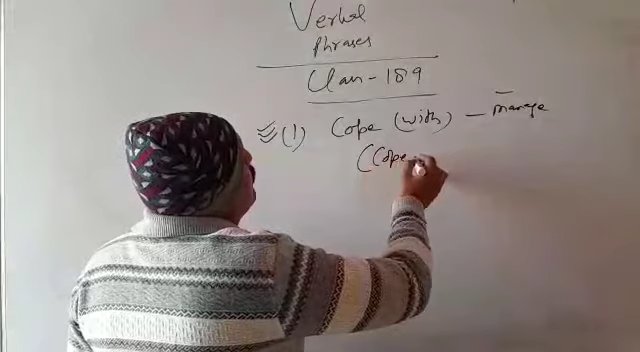 Verbal
Phrases
Class - 189
(1) Cope (with) - manage
(Cope